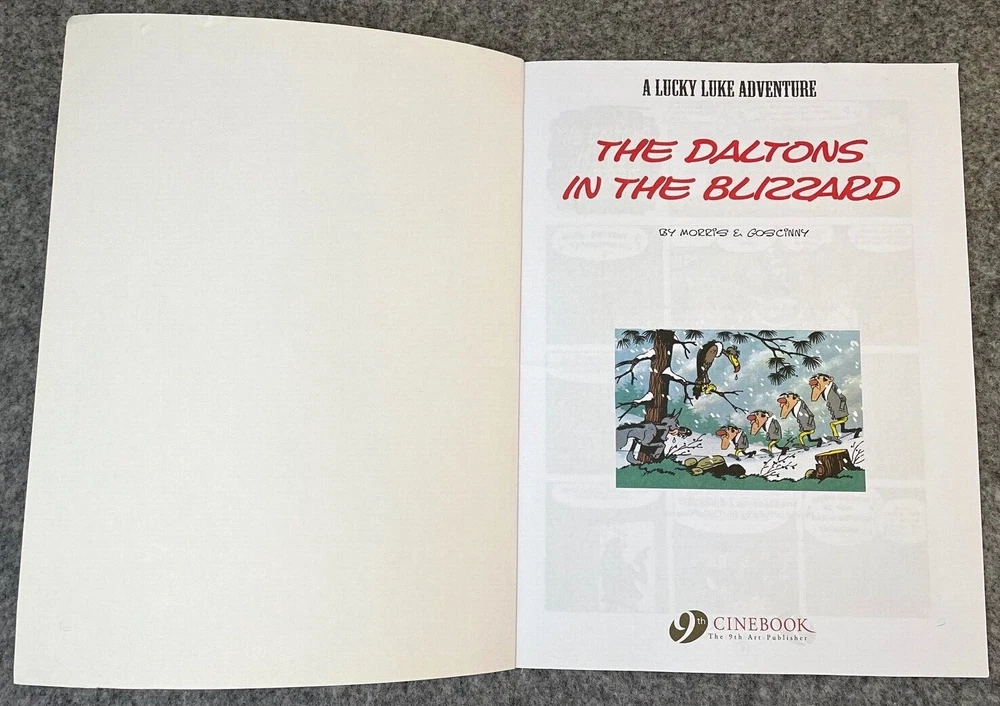 A LUCKY LUKE ADVENTURE
THE DALTONS
IN THE BLIZZARD
BY MORRIS & GOSCINNY
9th CINEBOOK
The 9th Art Publisher